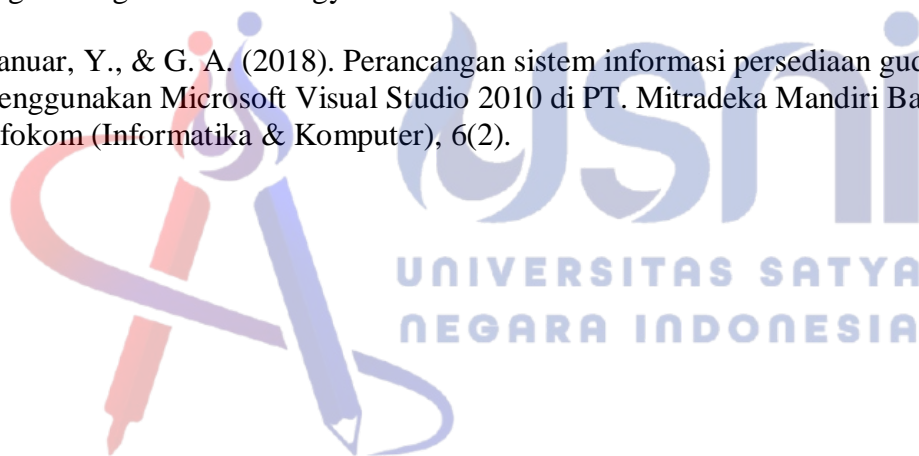 anuar, Y., & G. A. (2018). Perancangan sistem informasi persediaan gud
enggunakan Microsoft Visual Studio 2010 di PT. Mitradeka Mandiri Ba
fokom (Informatika & Komputer), 6(2).
usni
UNIVERSITAS SATYA
NEGARA INDONESIA